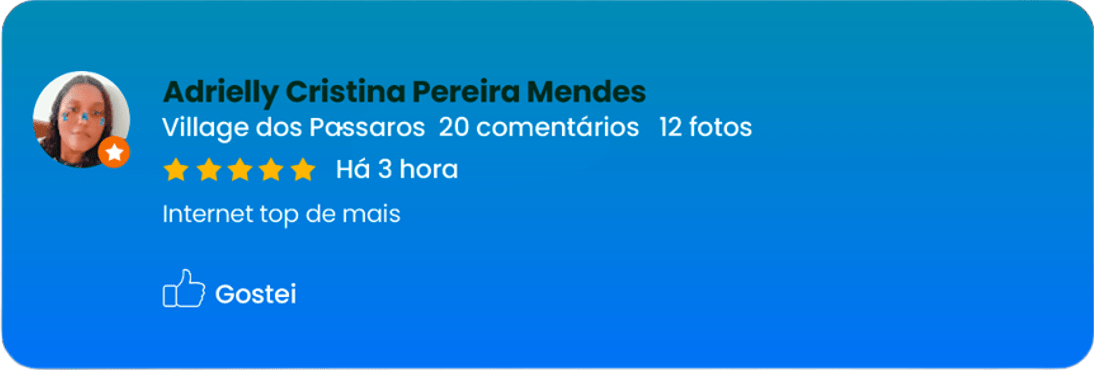 Adrielly Cristina Pereira Mendes
Village dos Passaros 20 comentários 12 fotos
Há 3 hora
Internet top de mais
Gostei